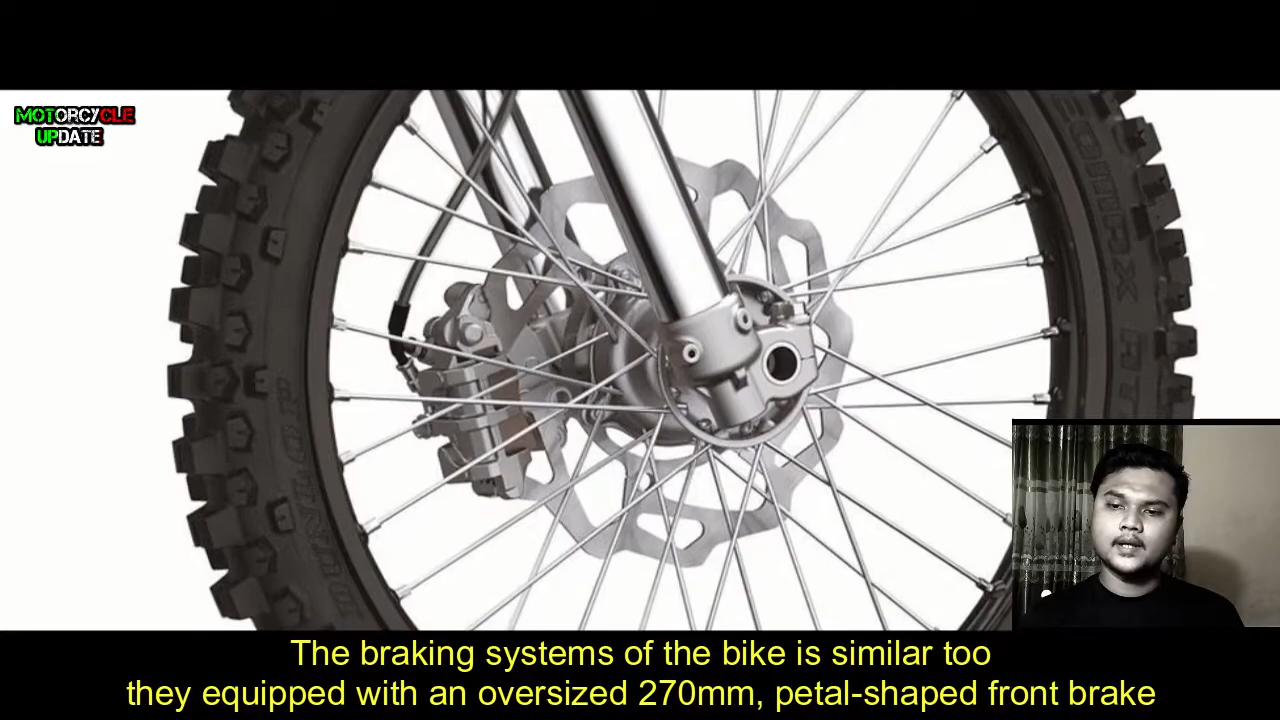 MOTORCYCLE
UPDATE
The braking systems of the bike is similar too
they equipped with an oversized 270mm, petal-shaped front brake